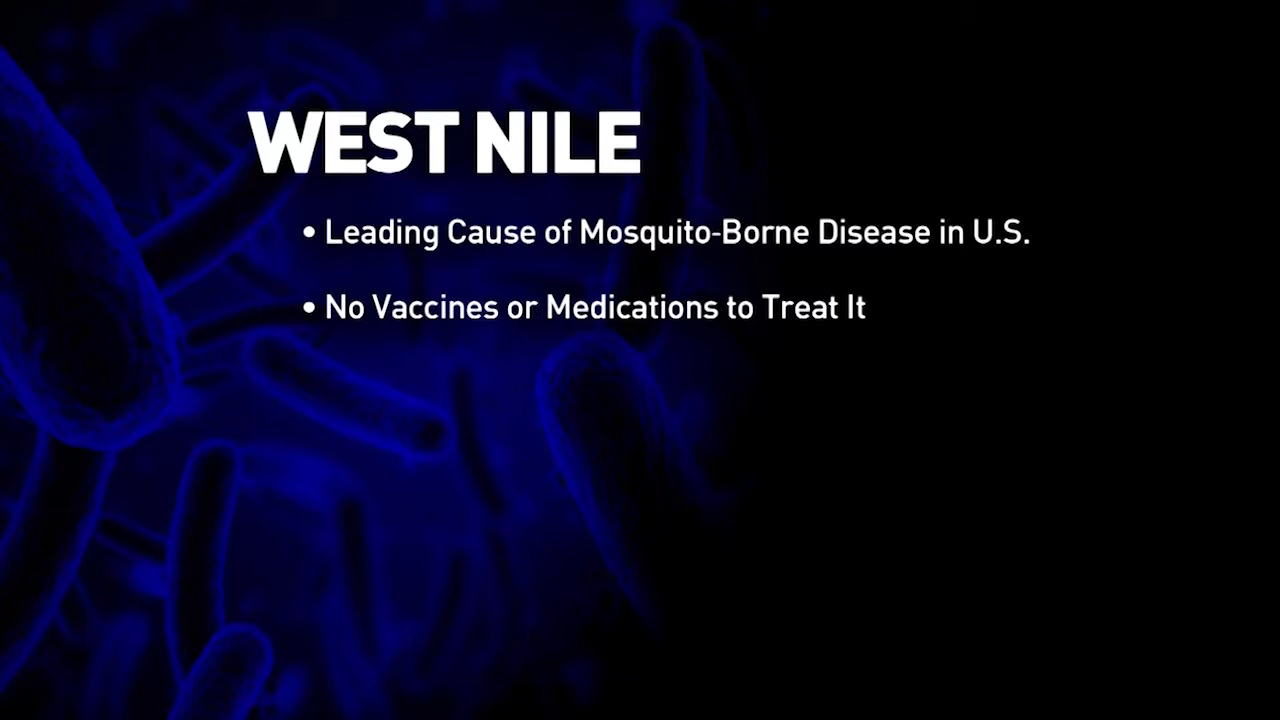 WEST NILE
• Leading Cause of Mosquito-Borne Disease in U.S.
• No Vaccines or Medications to Treat It